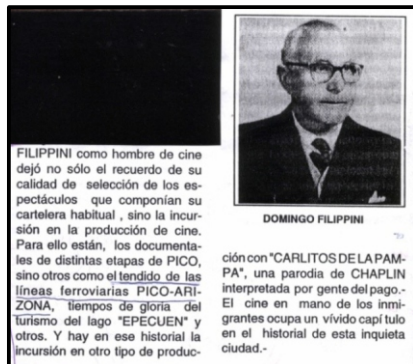 FILIPPINI como hombre de cine
dejó no sólo el recuerdo de su
calidad de selección de los es-
pectáculos que componían su
cartelera habitual , sino la incur-
sión en la producción de cine.
Para ello están, los documenta-
les de distintas etapas de PICO,
sino otros como el tendido de las
líneas ferroviarias PICO-ARI-
ZONA, tiempos de gloria del
turismo del lago "EPECUEN" y
otros. Y hay en ese historial la
incursión en otro tipo de produc-
DOMINGO FILIPPINI
ción con "CARLITOS DE LA PAM-
PA", una parodia de CHAPLIN
interpretada por gente del pago.-
El cine en mano de los inmi-
grantes ocupa un vívido capí tulo
en el historial de esta inquieta
ciudad.-